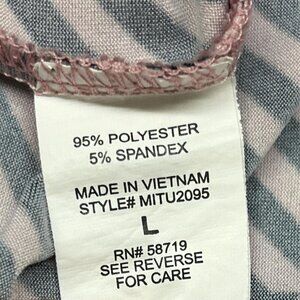 95% POLYESTER
5% SPANDEX
MADE IN VIETNAM
STYLE# MITU2095
L
RN# 58719
SEE REVERSE
FOR CARE